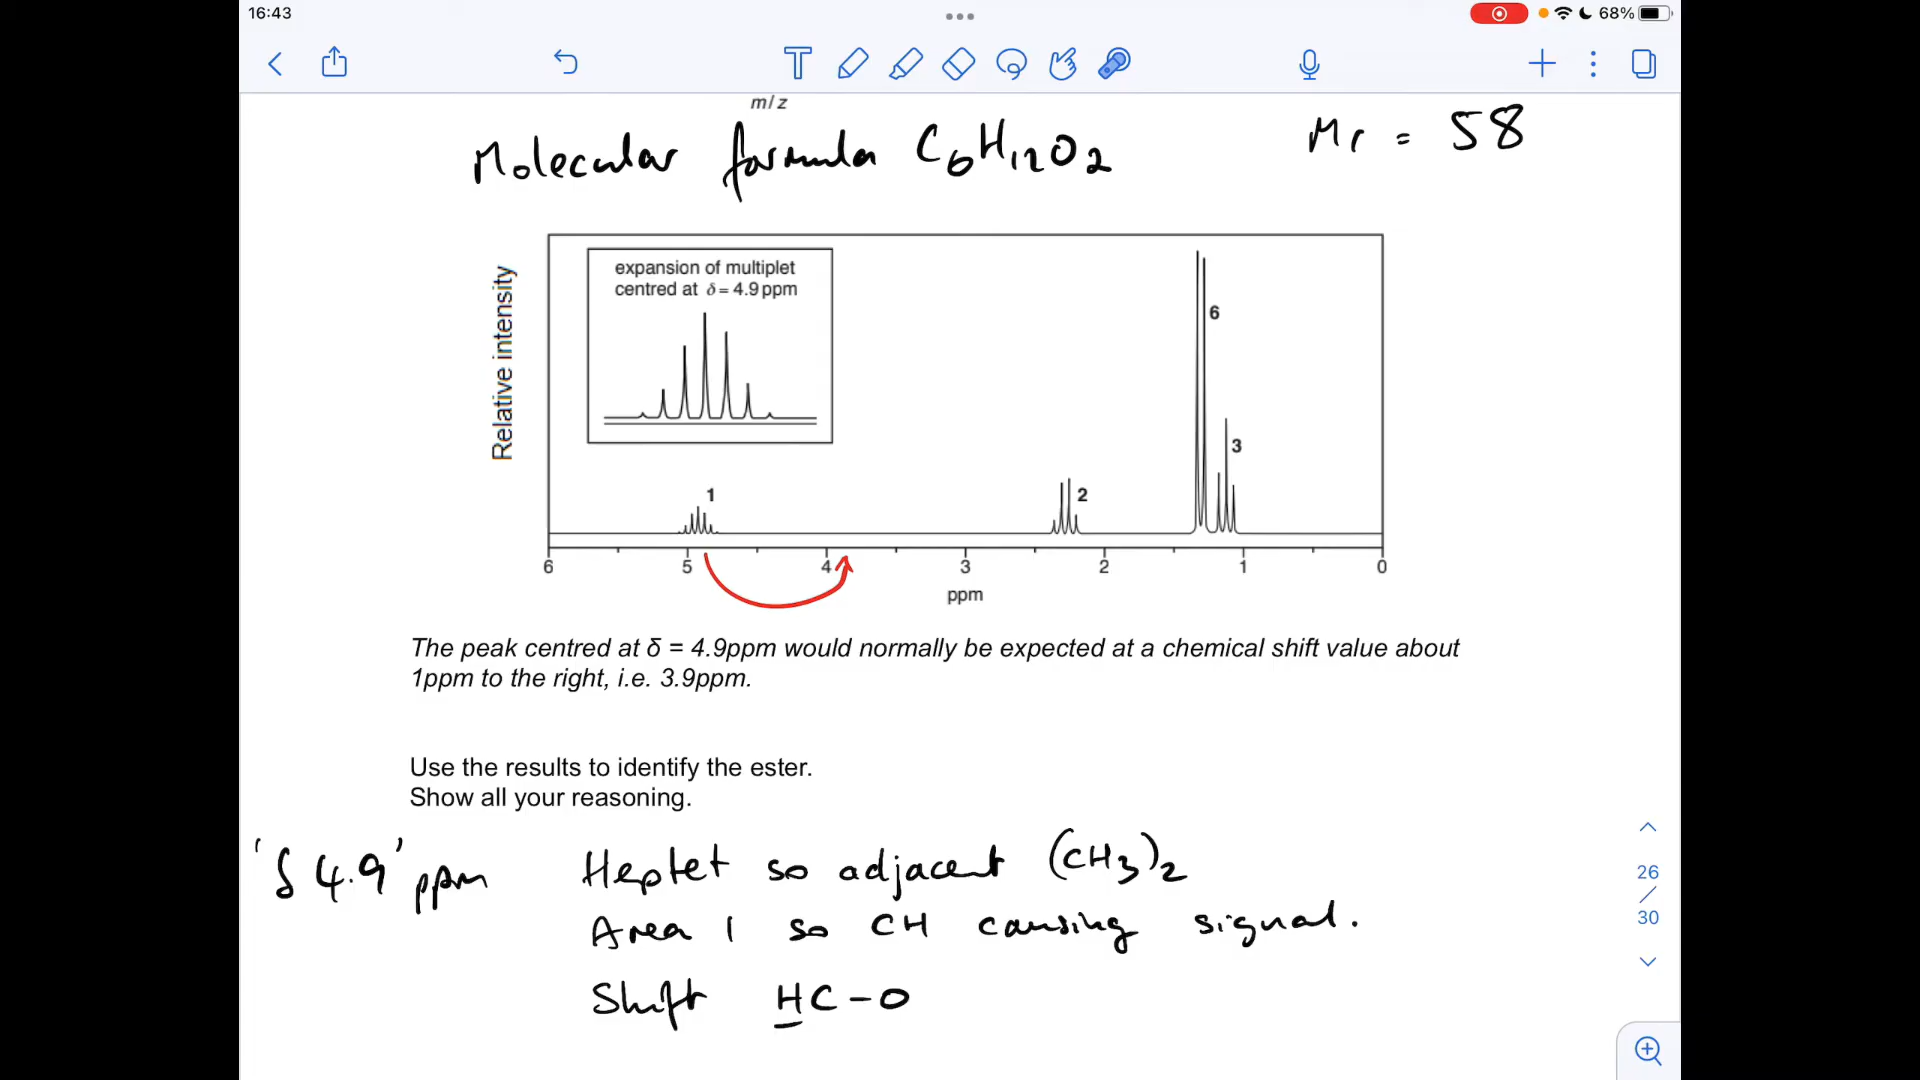 16:43
68%
m/z
Molecular formula C6H12O2
Mr = 58
Relative intensity
expansion of multiplet
centred at δ = 4.9 ppm
6
3
1
2
6 5 4 3 2 1 0
ppm
The peak centred at δ = 4.9ppm would normally be expected at a chemical shift value about
1ppm to the right, i.e. 3.9ppm.
Use the results to identify the ester.
Show all your reasoning.
'δ 4.9' ppm Heptet so adjacent (CH3)2
Area 1 so CH causing signal.
Shift HC-O
26
30